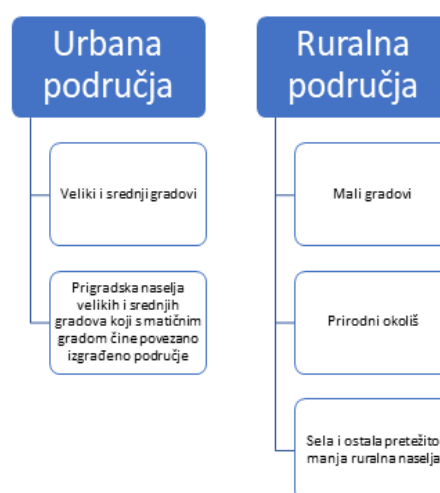 Urbana
područja
Veliki i srednji gradovi
Prigradska naselja
velikih i srednjih
gradova koji s matičnim
gradom čine povezano
izgrađeno područje
Ruralna
područja
Mali gradovi
Prirodni okoliš
Sela i ostala pretežito
manja ruralna naselja